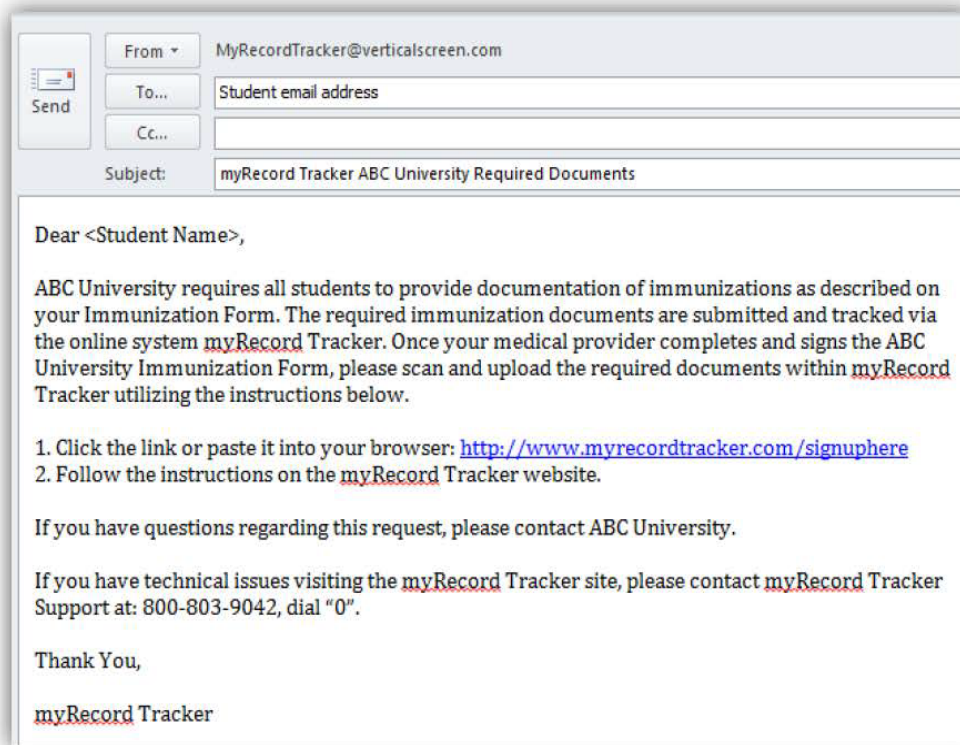 From
MyRecordTracker@verticalscreen.com
Send
To...
Student email address
Cc...
Subject:
myRecord Tracker ABC University Required Documents
Dear <Student Name>,
ABC University requires all students to provide documentation of immunizations as described on
your Immunization Form. The required immunization documents are submitted and tracked via
the online system myRecord Tracker. Once your medical provider completes and signs the ABC
University Immunization Form, please scan and upload the required documents within myRecord
Tracker utilizing the instructions below.
1. Click the link or paste it into your browser: http://www.myrecordtracker.com/signuphere
2. Follow the instructions on the myRecord Tracker website.
If you have questions regarding this request, please contact ABC University.
If you have technical issues visiting the myRecord Tracker site, please contact myRecord Tracker
Support at: 800-803-9042, dial “0”.
Thank You,
myRecord Tracker